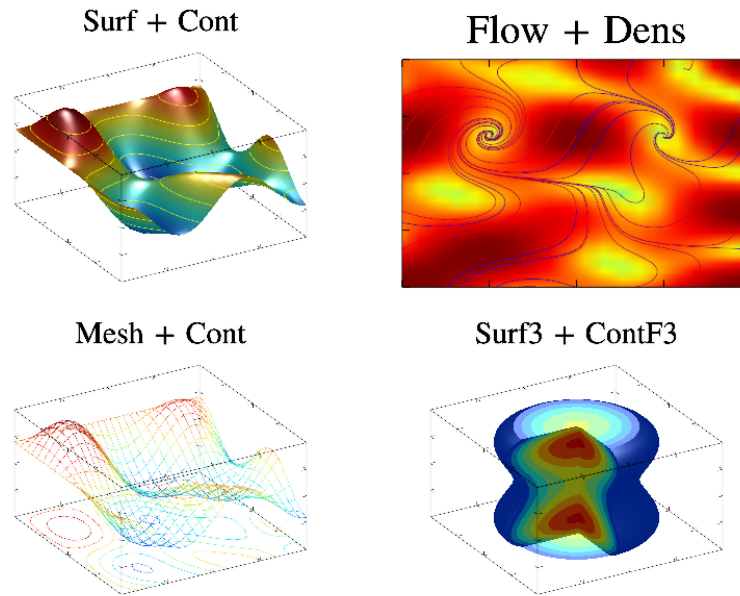 Surf + Cont
Flow + Dens
Mesh + Cont
Surf3 + ContF3